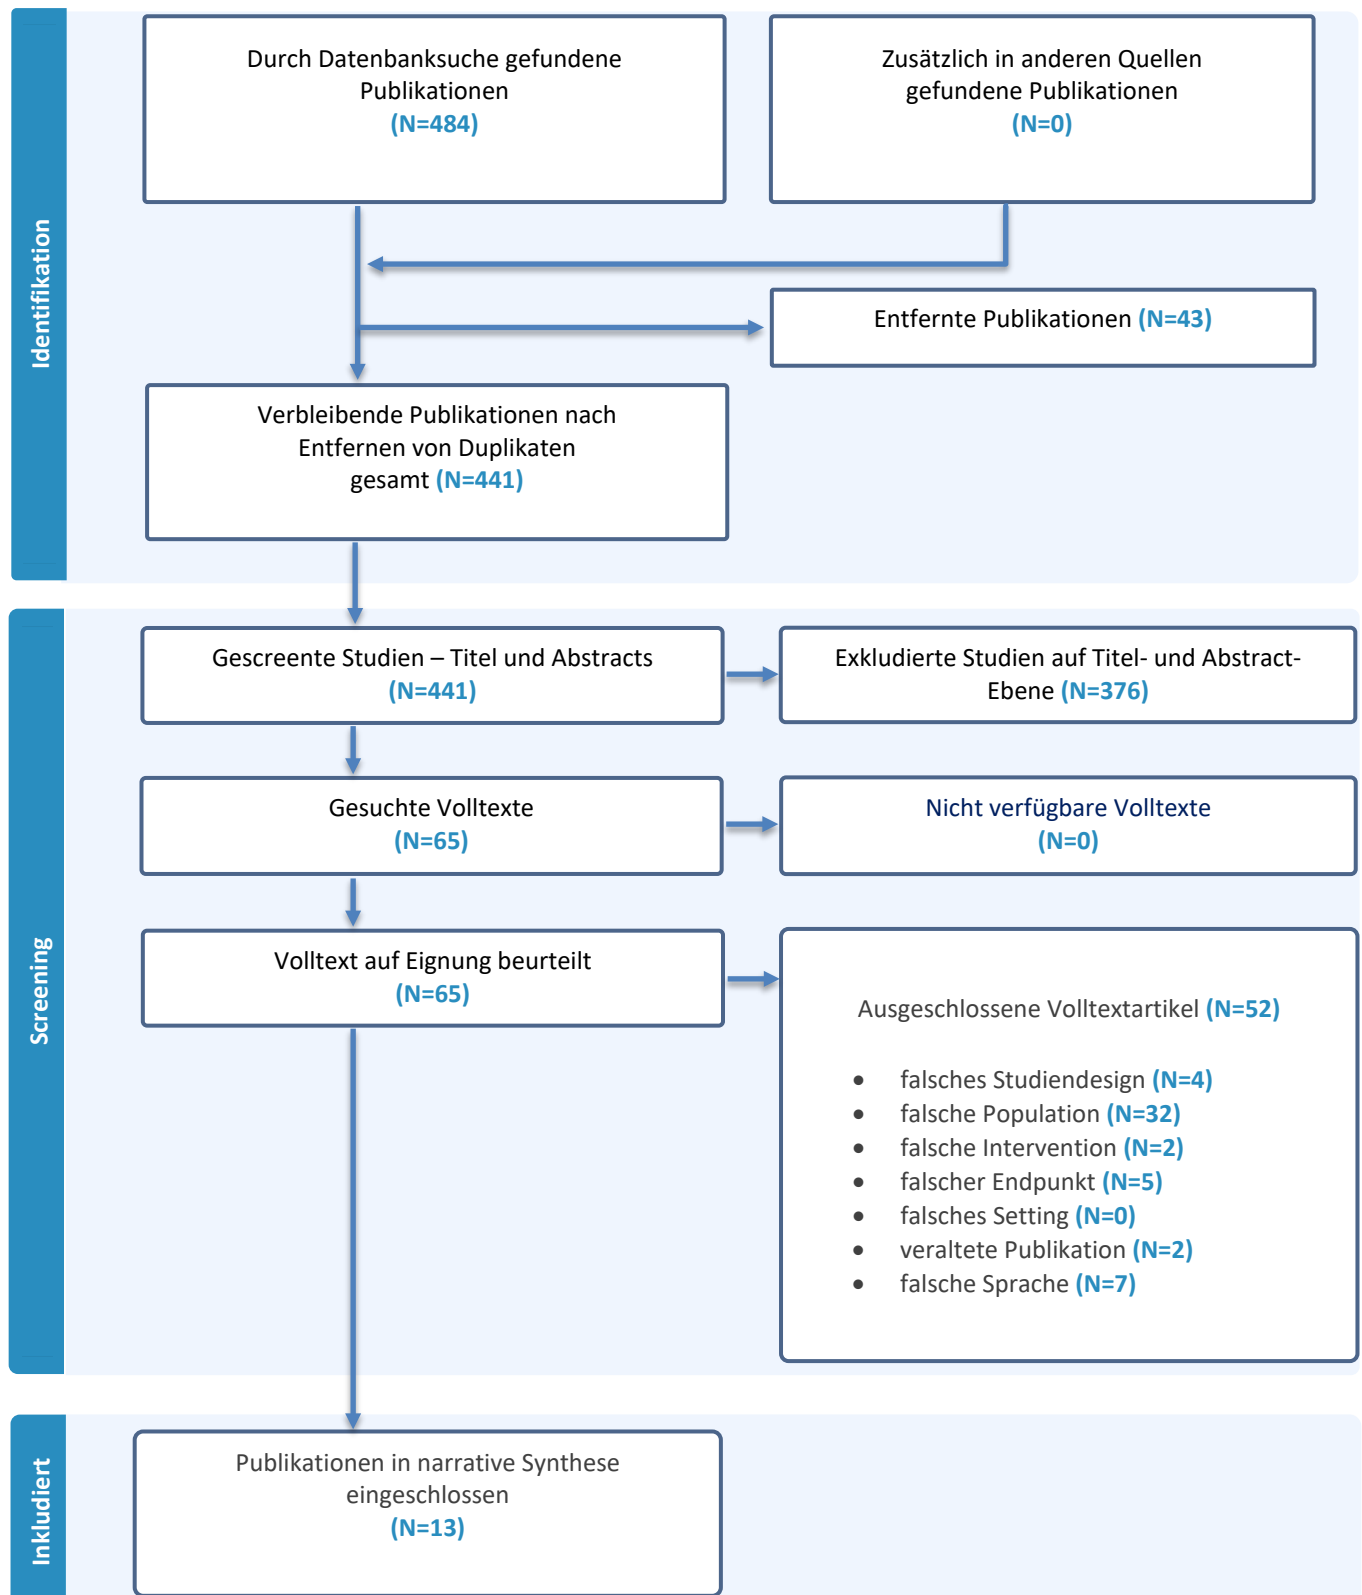 Identifikation
Durch Datenbanksuche gefundene
Publikationen
(N=484)
Zusätzlich in anderen Quellen
gefundene Publikationen
(N=0)
Entfernte Publikationen (N=43)
Verbleibende Publikationen nach
Entfernen von Duplikaten
gesamt (N=441)
Screening
Gescreente Studien – Titel und Abstracts
(N=441)
Exkludierte Studien auf Titel- und Abstract-
Ebene (N=376)
Gesuchte Volltexte
(N=65)
Nicht verfügbare Volltexte
(N=0)
Volltext auf Eignung beurteilt
(N=65)
Ausgeschlossene Volltextartikel (N=52)
• falsches Studiendesign (N=4)
• falsche Population (N=32)
• falsche Intervention (N=2)
• falscher Endpunkt (N=5)
• falsches Setting (N=0)
• veraltete Publikation (N=2)
• falsche Sprache (N=7)
Inkludiert
Publikationen in narrative Synthese
eingeschlossen
(N=13)